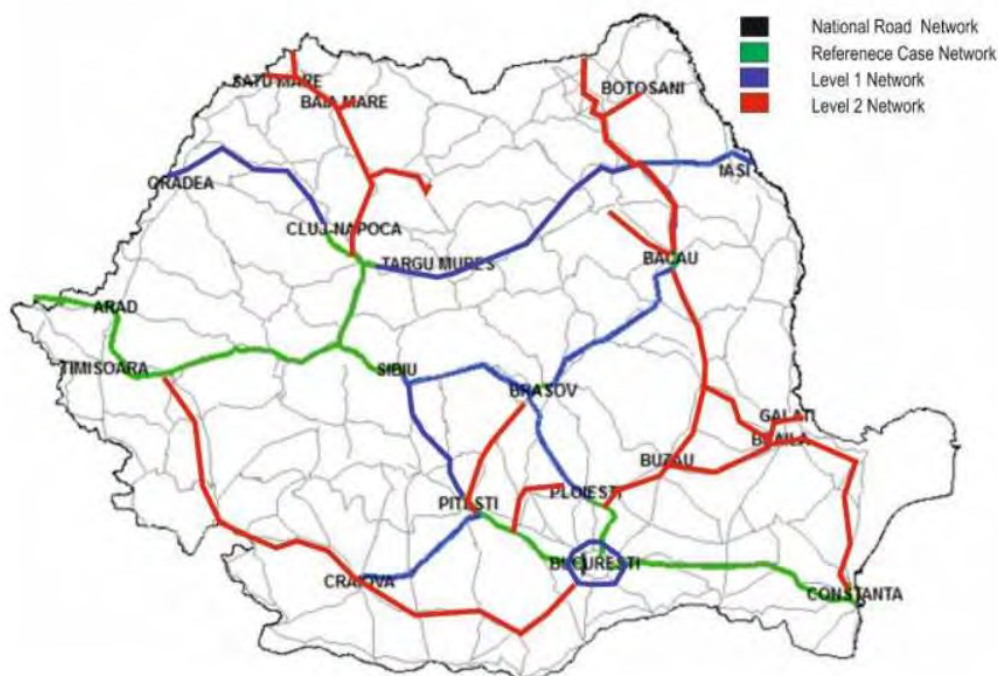 National Road Network
Referenece Case Network
Level 1 Network
Level 2 Network
SATU MARE
BAIA MARE
BOTOSANI
IASI
ORADEA
CLUJ-NAPOCA
TARGU MURES
BACAU
ARAD
TIMISOARA
SIBIU
BRASOV
GALATI
BRAILA
BUZAU
PLOIESTI
PITESTI
BUCURESTI
CRAIOVA
CONSTANTA